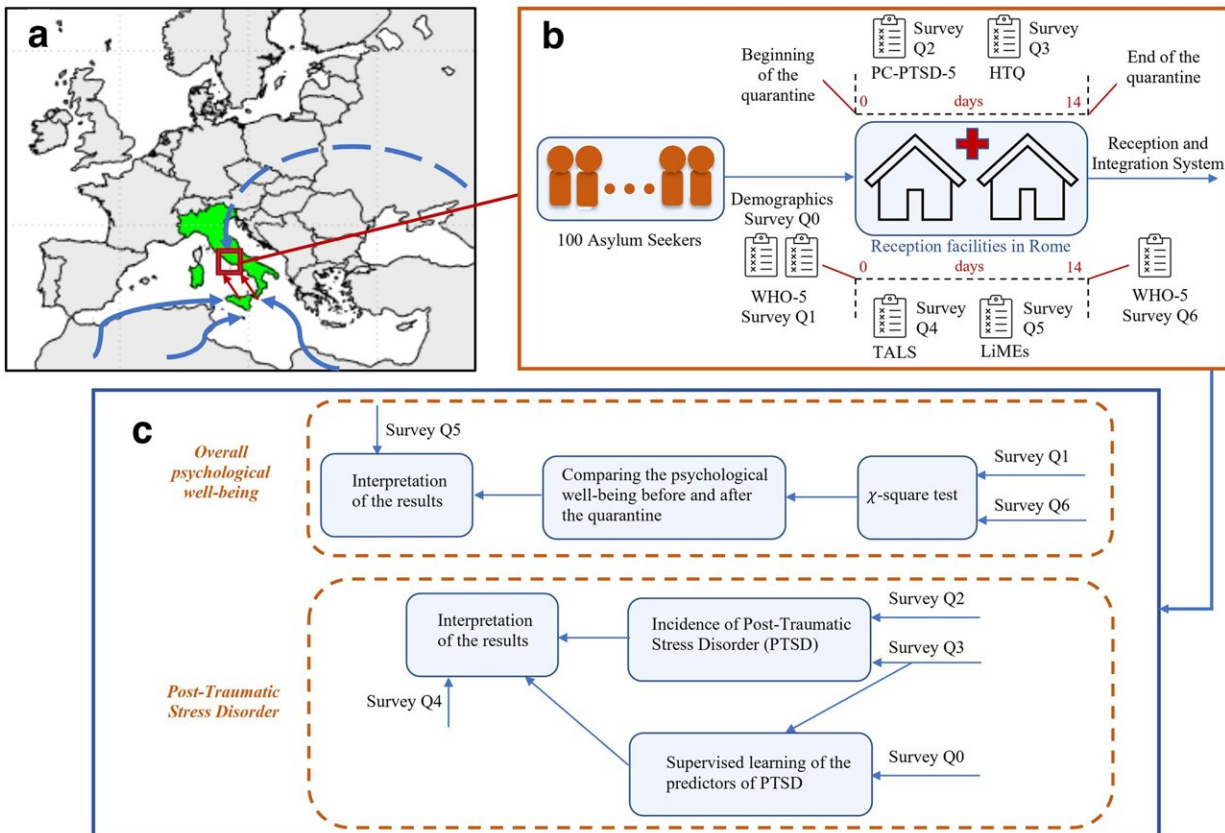 a
b
Beginning
of the
quarantine
Survey
Q2
PC-PTSD-5
Survey
Q3
HTQ
End of the
quarantine
0 days 14
100 Asylum Seekers
Demographics
Survey Q0
WHO-5
Survey Q1
Reception facilities in Rome
Reception and
Integration System
0 days 14
Survey
Q4
TALS
Survey
Q5
LiMEs
WHO-5
Survey Q6
c
Overall
psychological
well-being
Survey Q5
Interpretation
of the results
Comparing the psychological
well-being before and after
the quarantine
χ-square test
Survey Q1
Survey Q6
Post-Traumatic
Stress Disorder
Interpretation
of the results
Survey Q4
Incidence of Post-Traumatic
Stress Disorder (PTSD)
Survey Q2
Survey Q3
Supervised learning of the
predictors of PTSD
Survey Q0